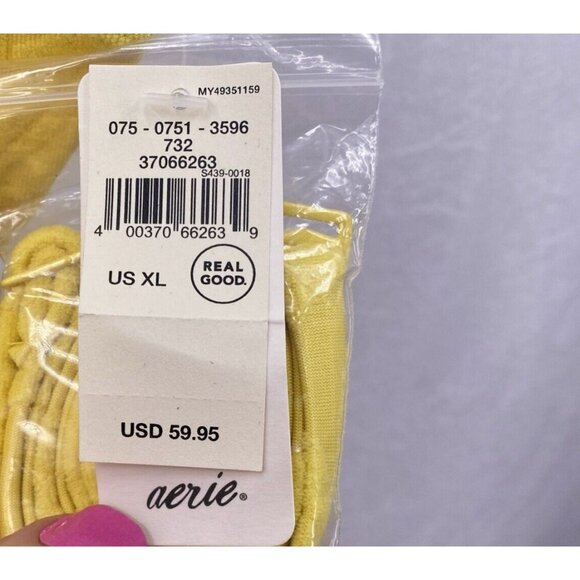 MY49351159
075 - 0751 - 3596
732
37066263
S439-0018
4 00370 66263 9
US XL
REAL
GOOD.
USD 59.95
aerie®